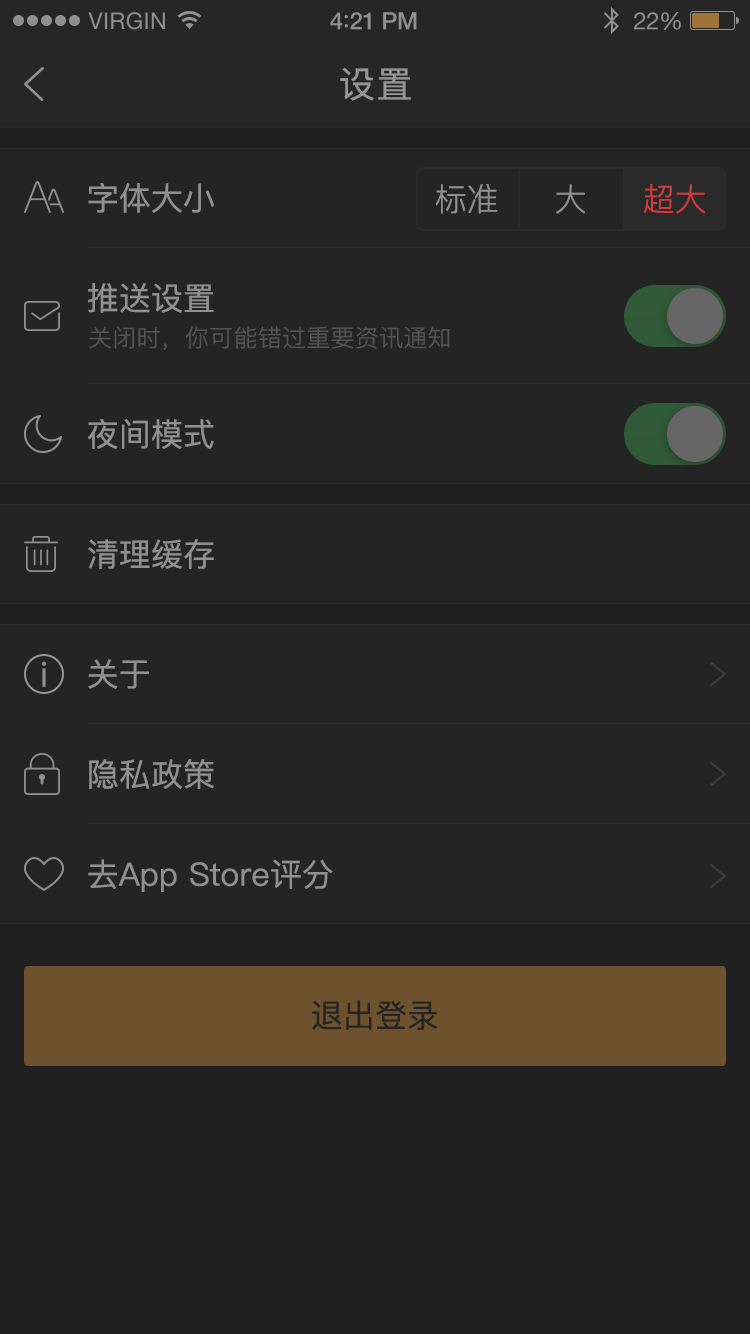 VIRGIN 4:21 PM 22%
设置
字体大小 标准 大 超大
推送设置
关闭时，你可能错过重要资讯通知
夜间模式
清理缓存
关于
隐私政策
去App Store评分
退出登录